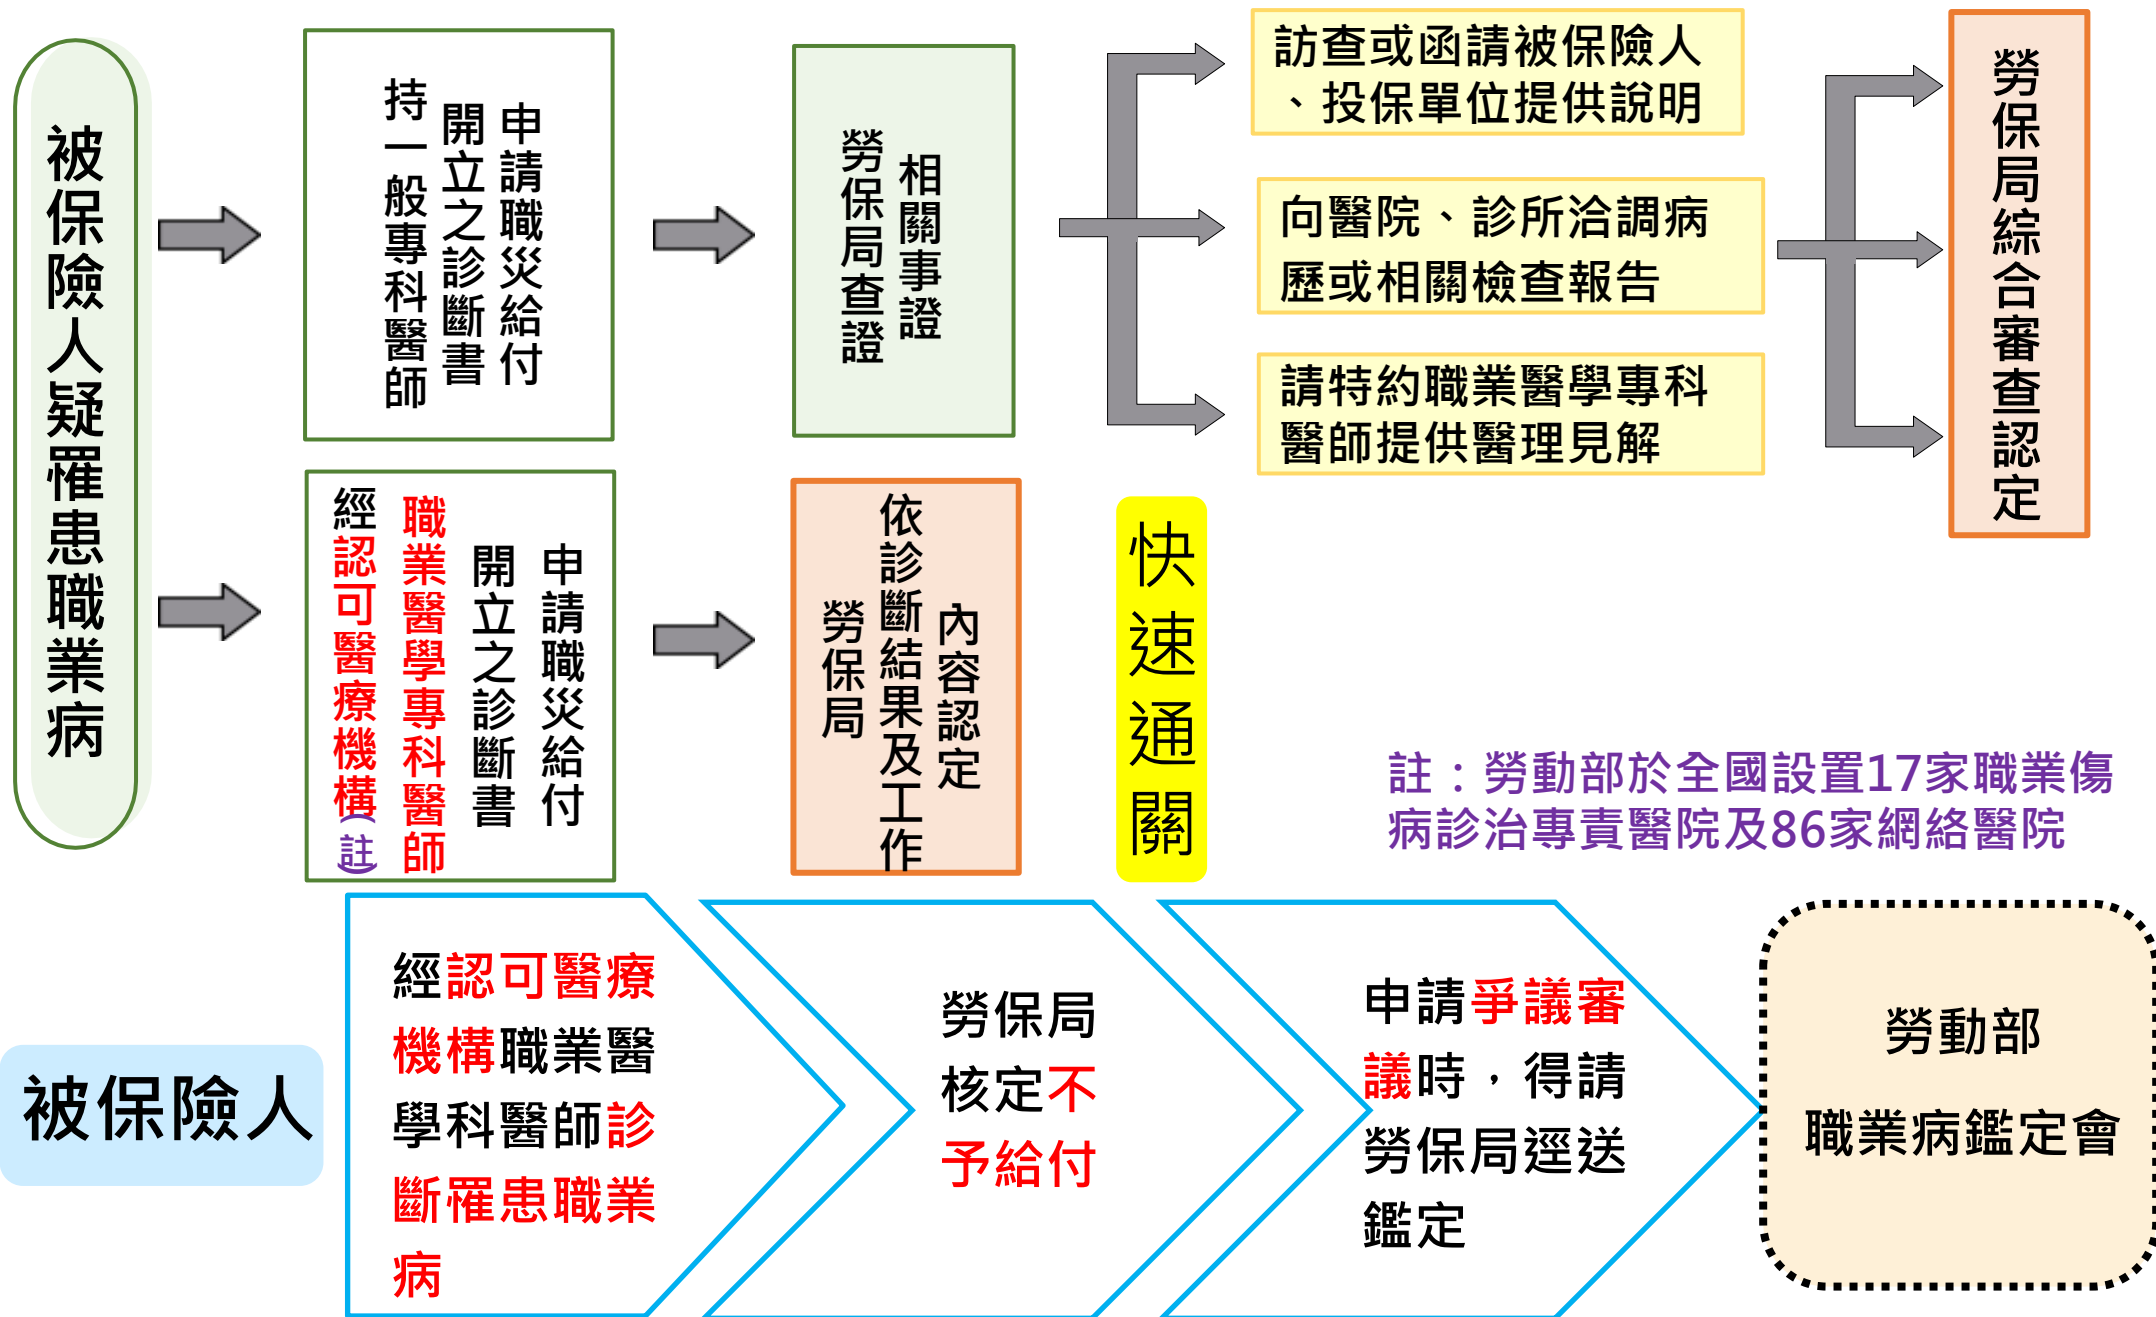 被保險人疑罹患職業病
持一般專科醫師
開立之診斷書
申請職災給付
勞保局查證
相關事證
訪查或函請被保險人
、投保單位提供說明
向醫院、診所洽調病
歷或相關檢查報告
請特約職業醫學專科
醫師提供醫理見解
勞保局綜合審查認定
經認可醫療機構(註)
職業醫學專科醫師
開立之診斷書
申請職災給付
勞保局
依診斷結果及工作
內容認定
快速通關
註：勞動部於全國設置17家職業傷
病診治專責醫院及86家網絡醫院
被保險人
經認可醫療
機構職業醫
學科醫師診
斷罹患職業
病
勞保局
核定不
予給付
申請爭議審
議時，得請
勞保局逕送
鑑定
勞動部
職業病鑑定會